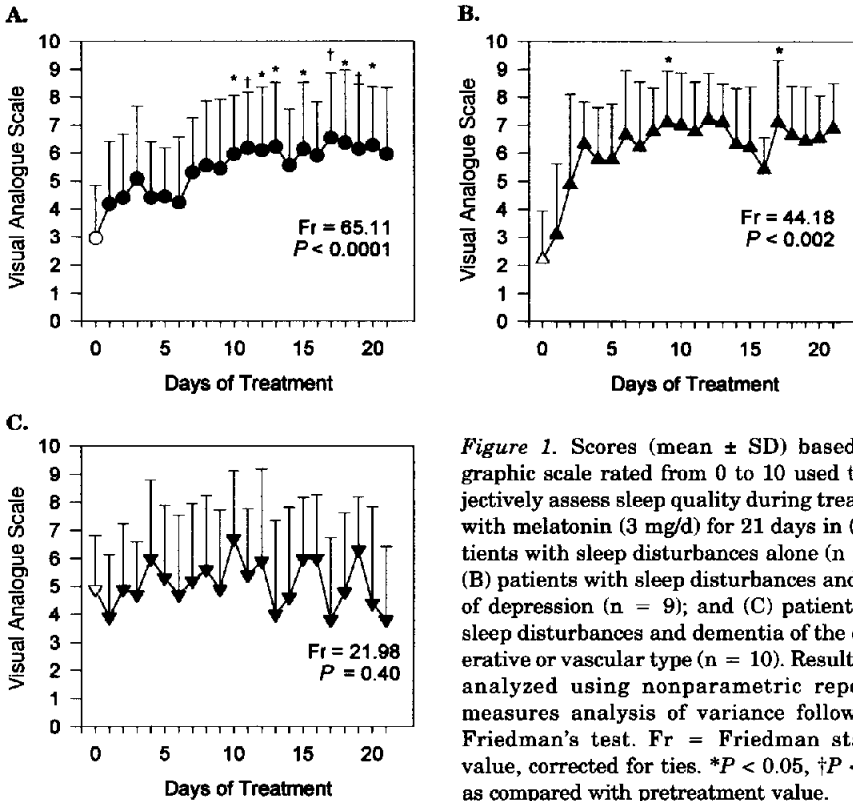 A.
10
9
8
7
6
5
4
3
2
1
0
Visual Analogue Scale
* † * * * † * † *
Fr = 65.11
P < 0.0001
0 5 10 15 20
Days of Treatment
B.
10
9
8
7
6
5
4
3
2
1
0
Visual Analogue Scale
* *
Fr = 44.18
P < 0.002
0 5 10 15 20
Days of Treatment
C.
10
9
8
7
6
5
4
3
2
1
0
Visual Analogue Scale
Fr = 21.98
P = 0.40
0 5 10 15 20
Days of Treatment
Figure 1. Scores (mean ± SD) based
graphic scale rated from 0 to 10 used t
jectively assess sleep quality during trea
with melatonin (3 mg/d) for 21 days in (
tients with sleep disturbances alone (n
(B) patients with sleep disturbances and
of depression (n = 9); and (C) patient
sleep disturbances and dementia of the
erative or vascular type (n = 10). Result
analyzed using nonparametric repe
measures analysis of variance follow
Friedman's test. Fr = Friedman st
value, corrected for ties. *P < 0.05, †P <
as compared with pretreatment value.